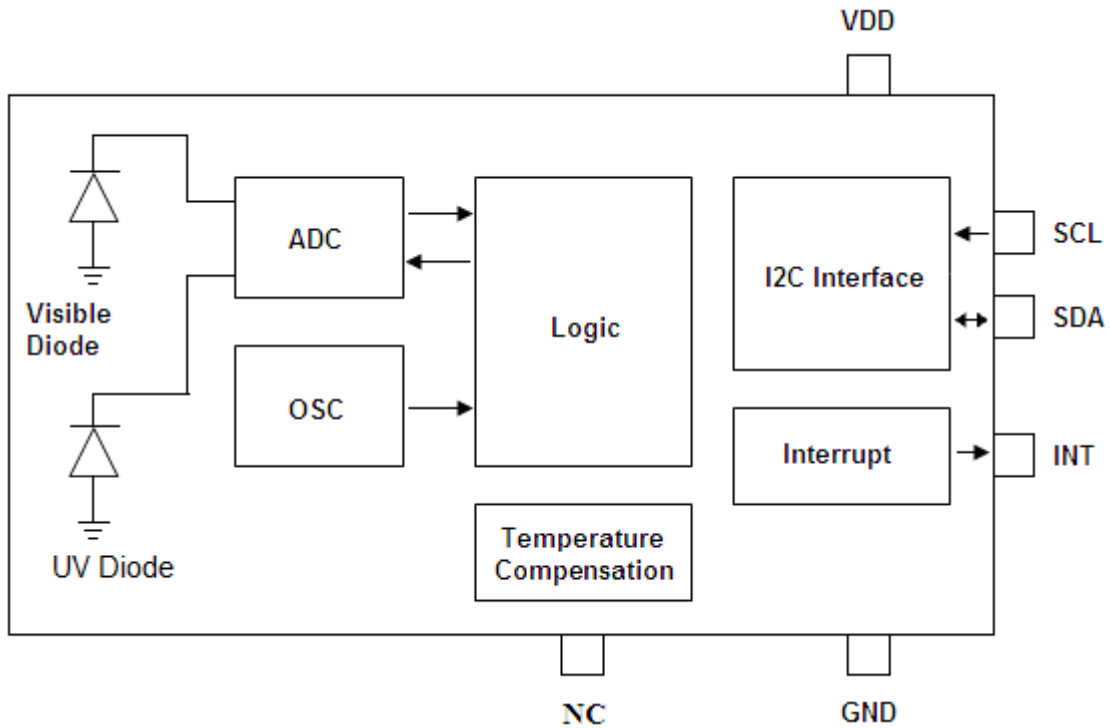 VDD
Visible
Diode
ADC
Logic
I2C Interface
SCL
SDA
OSC
Interrupt
INT
UV Diode
Temperature
Compensation
NC
GND